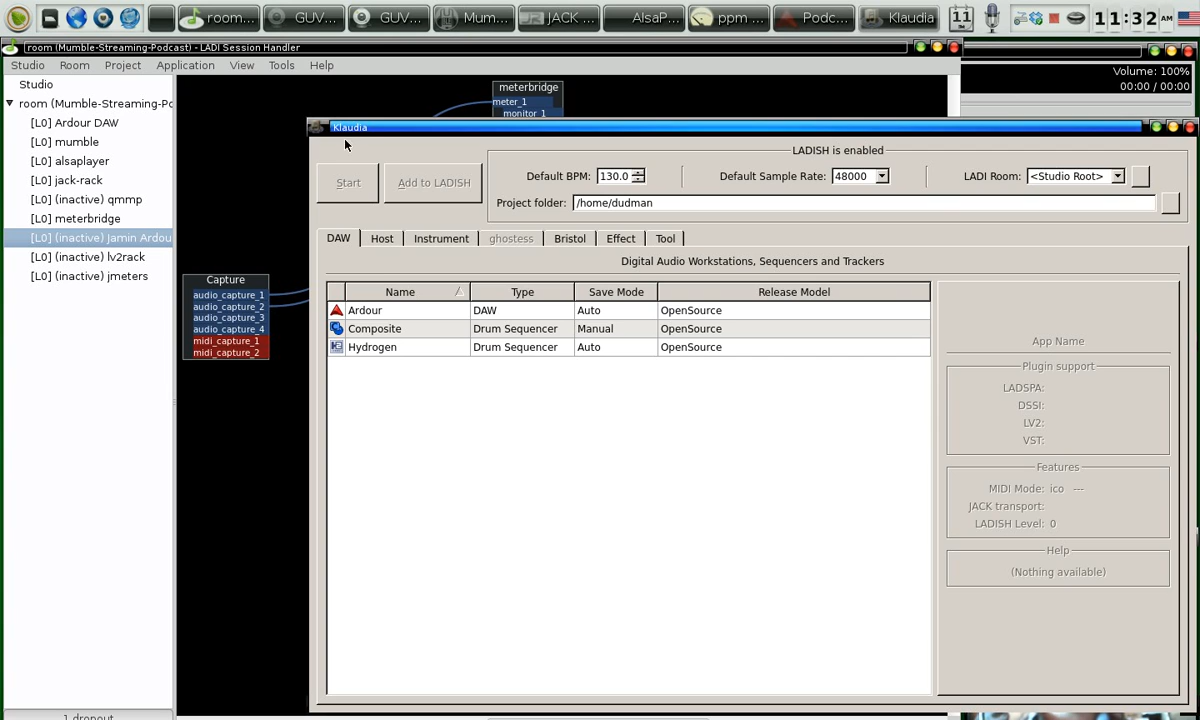 room...
GUV...
GUV...
Mum...
JACK ...
AlsaP...
ppm ...
Podc...
Klaudia
11
11:32 AM
room (Mumble-Streaming-Podcast) - LADI Session Handler
Studio Room Project Application View Tools Help
Volume: 100%
00:00 / 00:00
Studio
room (Mumble-Streaming-Pc
[L0] Ardour DAW
[L0] mumble
[L0] alsaplayer
[L0] jack-rack
[L0] (inactive) qmmp
[L0] meterbridge
[L0] (inactive) Jamin Ardou
[L0] (inactive) lv2rack
[L0] (inactive) jmeters
1 dropout
meterbridge
meter_1
monitor_1
Capture
audio_capture_1
audio_capture_2
audio_capture_3
audio_capture_4
midi_capture_1
midi_capture_2
Klaudia
Start
Add to LADISH
LADISH is enabled
Default BPM: 130.0
Default Sample Rate: 48000
LADI Room: <Studio Root>
Project folder: /home/dudman
DAW Host Instrument ghostess Bristol Effect Tool
Digital Audio Workstations, Sequencers and Trackers
Name Type Save Mode Release Model
Ardour DAW Auto OpenSource
Composite Drum Sequencer Manual OpenSource
Hydrogen Drum Sequencer Auto OpenSource
App Name
Plugin support
LADSPA:
DSSI:
LV2:
VST:
Features
MIDI Mode: ico ---
JACK transport:
LADISH Level: 0
Help
(Nothing available)